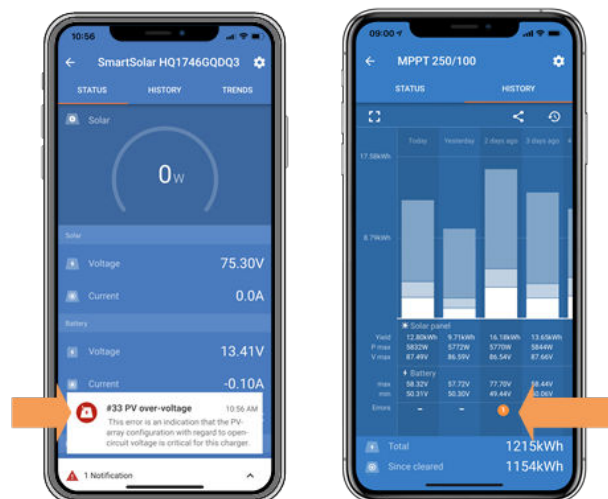 10:56
SmartSolar HQ1746GQDQ3
STATUS HISTORY TRENDS
Solar
0W
Solar
Voltage 75.30V
Current 0.0A
Battery
Voltage 13.41V
Current -0.10A
#33 PV over-voltage 10:56 AM
This error is an indication that the PV-
array configuration with regard to open-
circuit voltage is critical for this charger.
1 Notification
09:00
MPPT 250/100
STATUS HISTORY
Today Yesterday 2 days ago 3 days ago 4
17.58kWh
8.79kWh
Solar panel
Yield 12.80kWh 9.71kWh 16.18kWh 13.65kWh
P max 5832W 5772W 5770W 5844W
V max 87.49V 86.59V 86.54V 87.66V
Battery
max 58.32V 57.72V 77.70V 58.44V
min 50.31V 50.30V 49.44V
Errors – – 1
Total 1215kWh
Since cleared 1154kWh